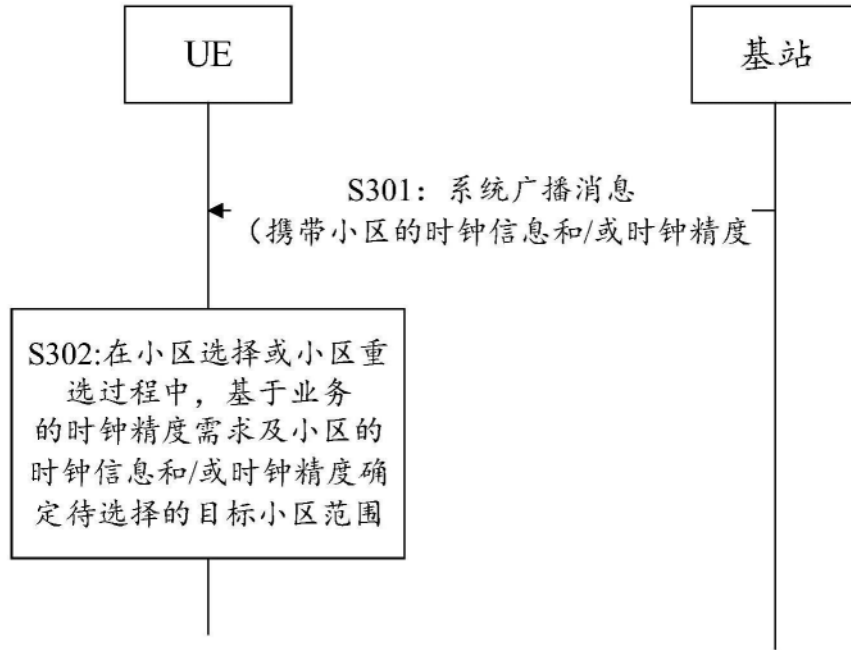 UE
基站
S301：系统广播消息
（携带小区的时钟信息和/或时钟精度
S302:在小区选择或小区重
选过程中，基于业务
的时钟精度需求及小区的
时钟信息和/或时钟精度确
定待选择的目标小区范围